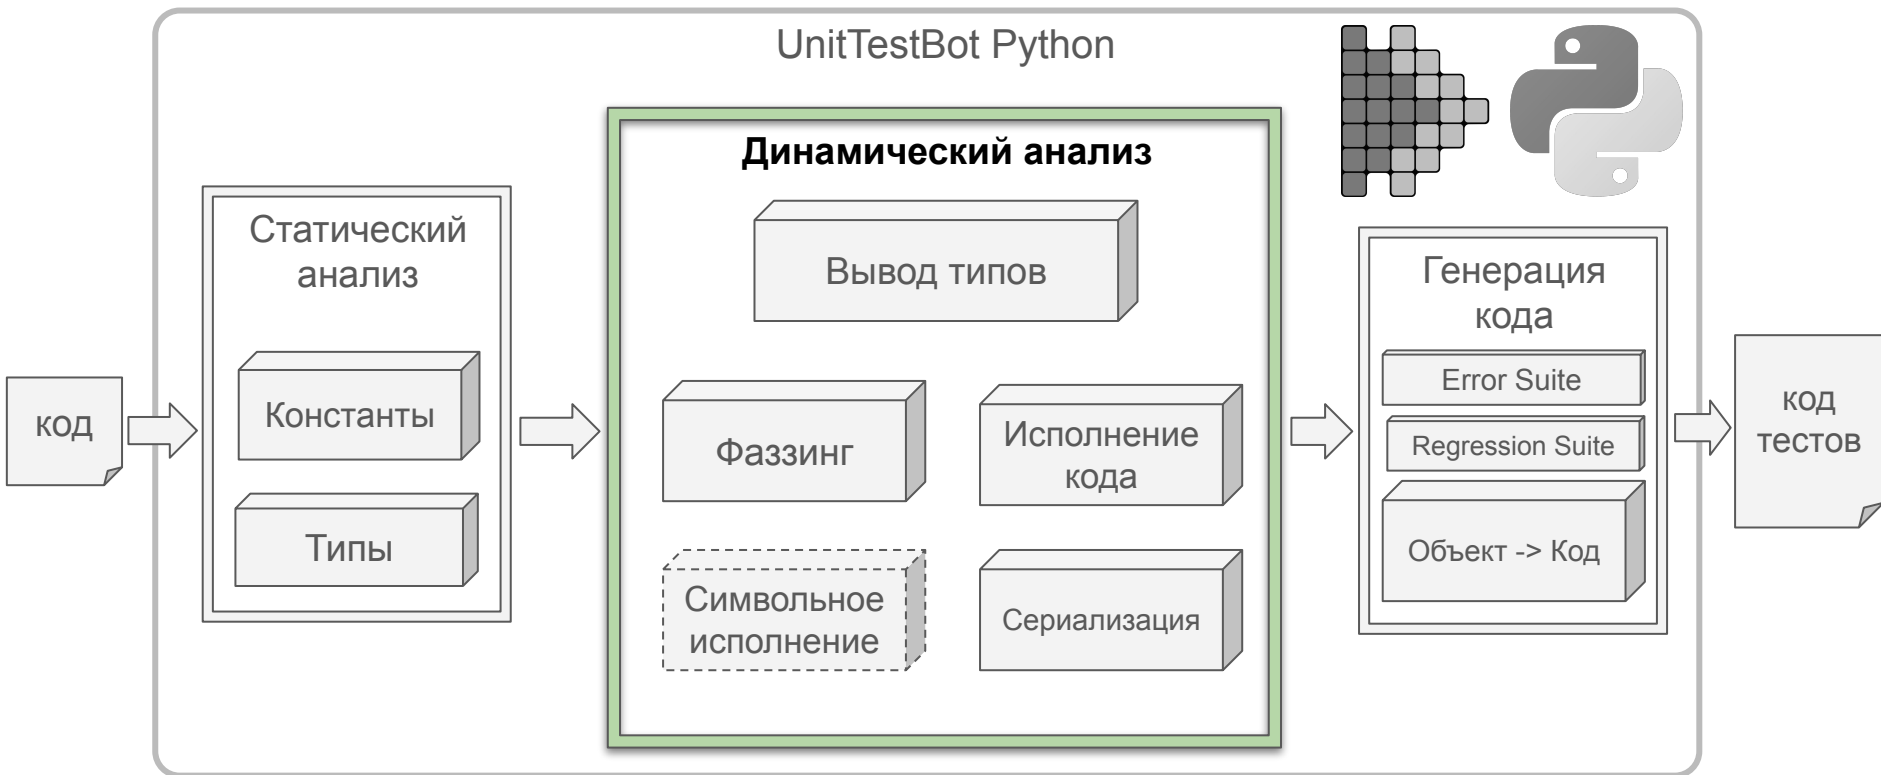 UnitTestBot Python
код
Статический
анализ
Константы
Типы
Динамический анализ
Вывод типов
Фаззинг
Исполнение
кода
Символьное
исполнение
Сериализация
Генерация
кода
Error Suite
Regression Suite
Объект -> Код
код
тестов